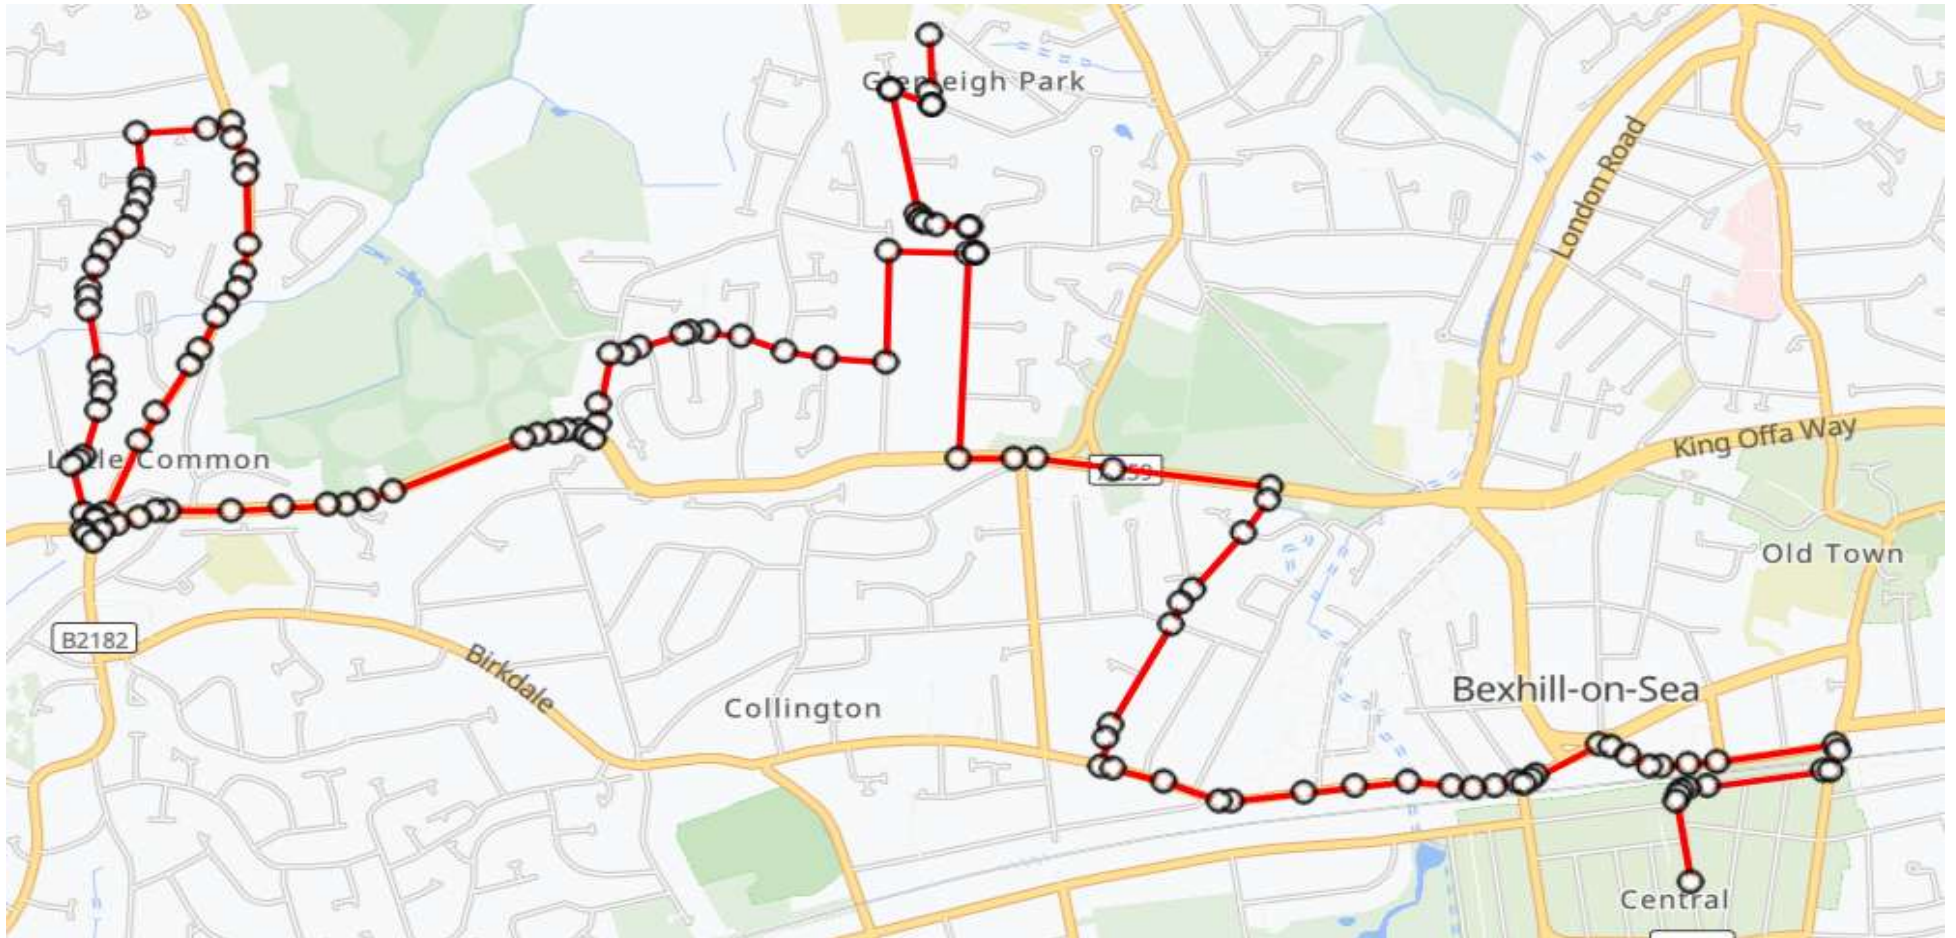 Glenleigh Park
London Road
Little Common
King Offa Way
Old Town
B2182
Birkdale
Bexhill-on-Sea
Collington
Central